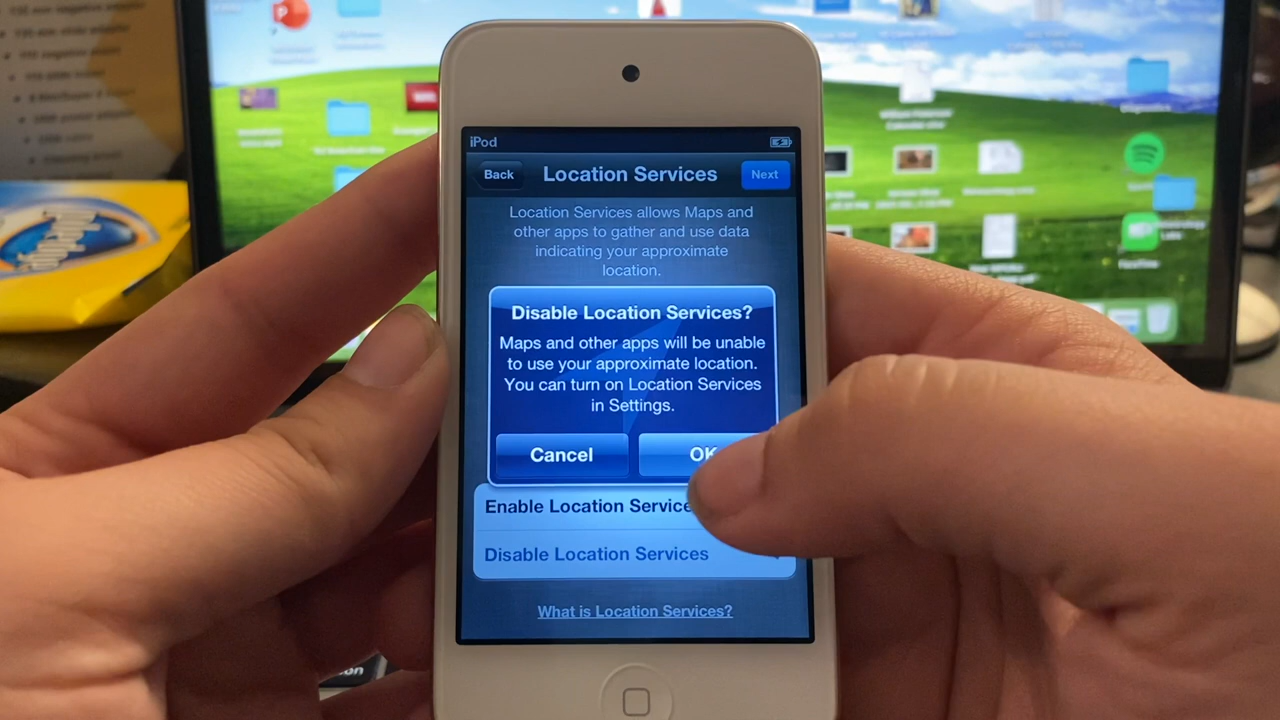 iPod
Back
Location Services
Next
Location Services allows Maps and
other apps to gather and use data
indicating your approximate
location.
Disable Location Services?
Maps and other apps will be unable
to use your approximate location.
You can turn on Location Services
in Settings.
Cancel
OK
Enable Location Service
Disable Location Services
What is Location Services?